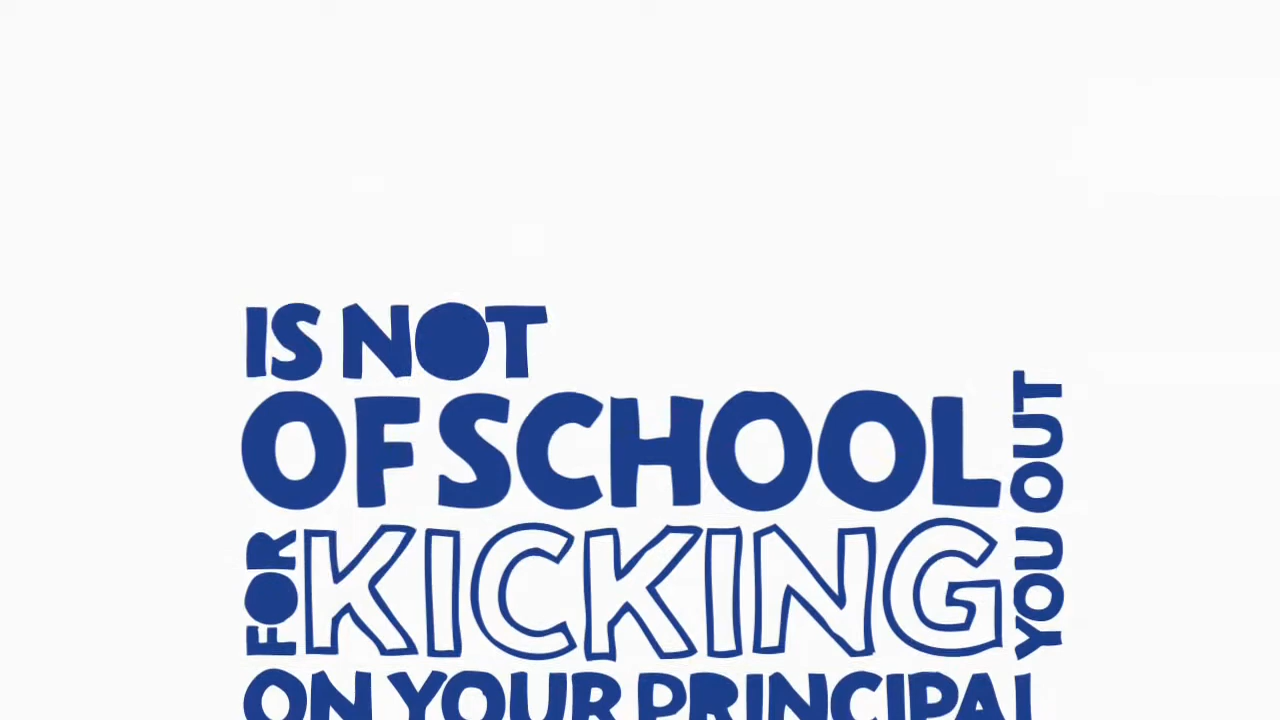 IS NOT
OF SCHOOL
YOU OUT
FOR
KICKING
ON YOUR PRINCIPAL